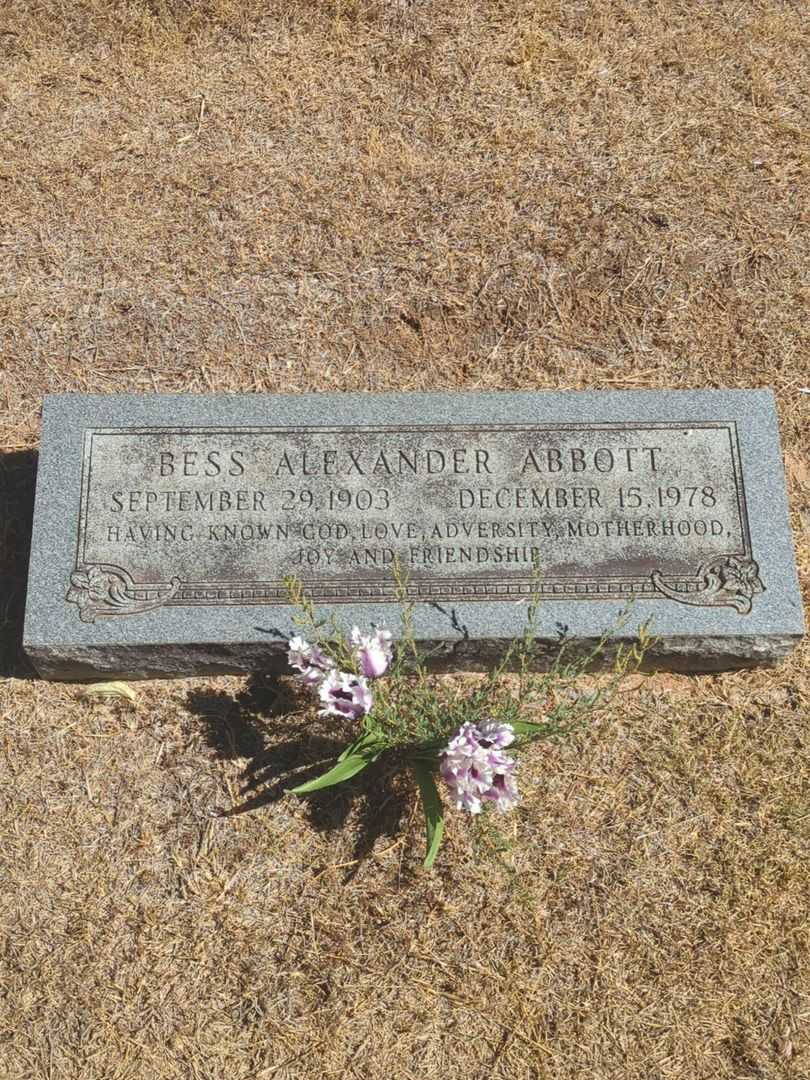 BESS ALEXANDER ABBOTT
SEPTEMBER 29, 1903 DECEMBER 15, 1978
HAVING KNOWN GOD, LOVE, ADVERSITY, MOTHERHOOD,
JOY AND FRIENDSHIP